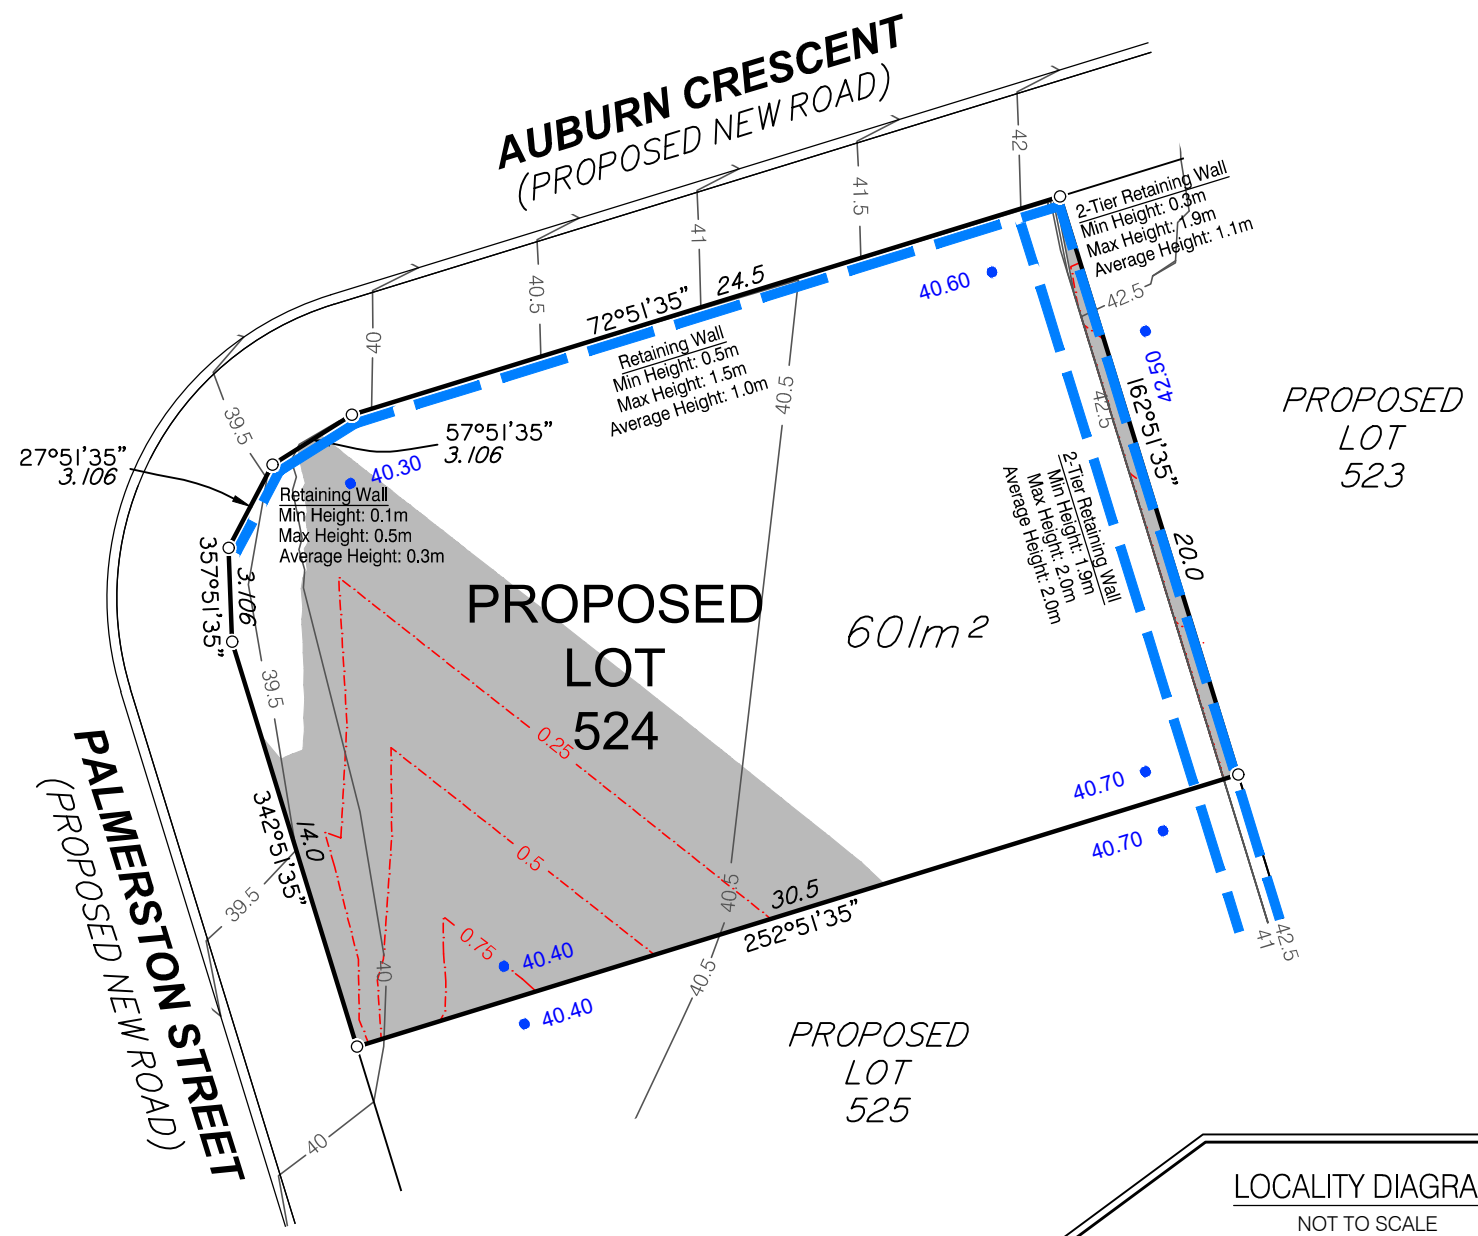 AUBURN CRESCENT
(PROPOSED NEW ROAD)
42
41.5
41
40.5
40
39.5
2-Tier Retaining Wall
Min Height: 0.3m
Max Height: 1.9m
Average Height: 1.1m
42.5
40.60
24.5
72°51'35"
Retaining Wall
Min Height: 0.5m
Max Height: 1.5m
Average Height: 1.0m
40.5
42.50
42.5
162°51'35"
20.0
PROPOSED
LOT
523
57°51'35"
3.106
27°51'35"
3.106
40.30
Retaining Wall
Min Height: 0.1m
Max Height: 0.5m
Average Height: 0.3m
2-Tier Retaining Wall
Min Height: 1.9m
Max Height: 2.0m
Average Height: 2.0m
357°51'35"
3.106
39.5
PROPOSED
LOT
524
601m²
0.25
0.5
0.75
40.70
40.70
342°51'35"
14.0
39.5
PALMERSTON STREET
(PROPOSED NEW ROAD)
30.5
252°51'35"
40.5
40.5
40.40
40.40
40
40
41
42.5
PROPOSED
LOT
525
LOCALITY DIAGRA
NOT TO SCALE